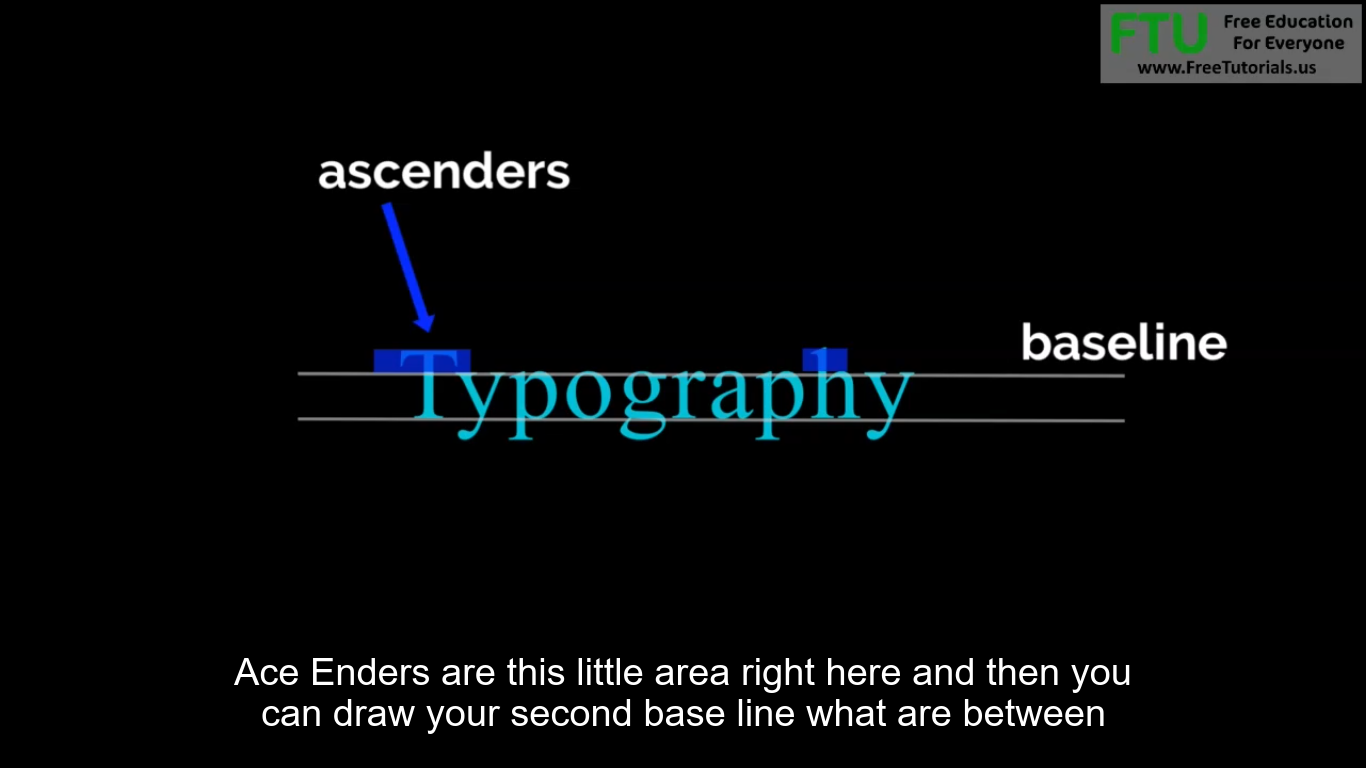 FTU
Free Education
For Everyone
www.FreeTutorials.us
ascenders
baseline
Typography
Ace Enders are this little area right here and then you
can draw your second base line what are between